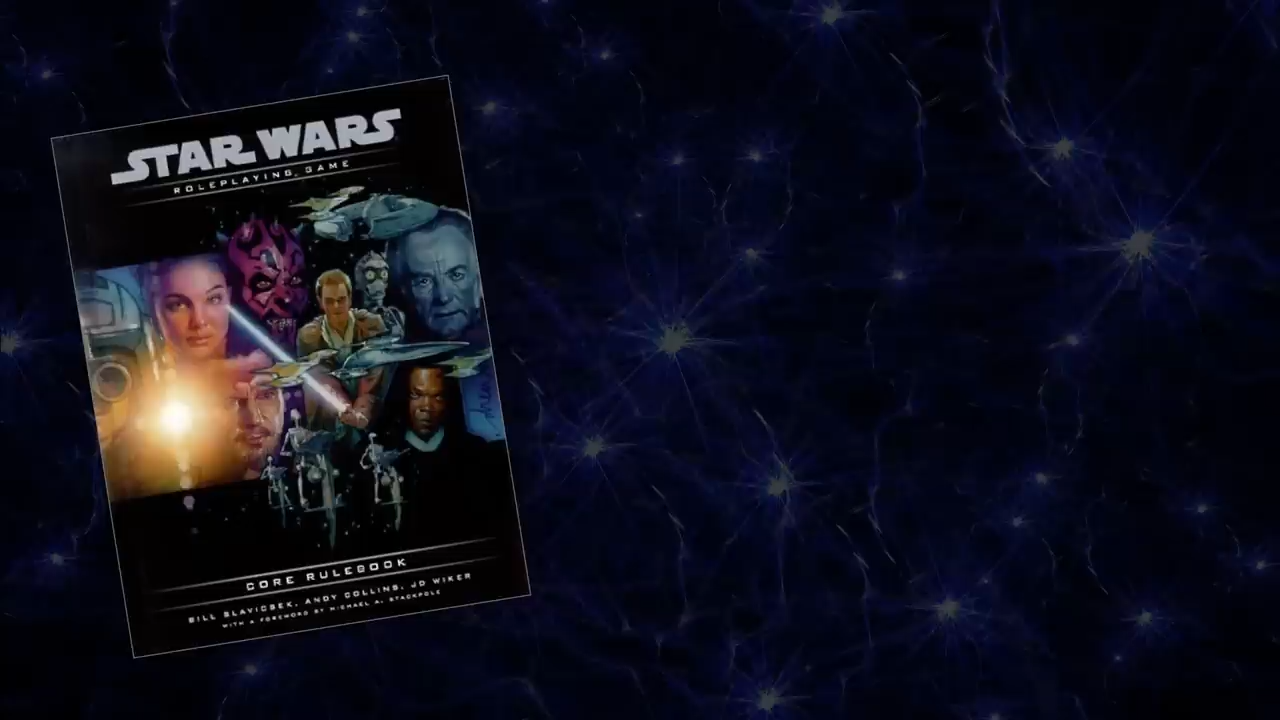 STAR WARS
ROLEPLAYING GAME
CORE RULEBOOK
BILL SLAVICSEK, ANDY COLLINS, JD WIKER
WITH A FOREWORD BY MICHAEL A. STACKPOLE